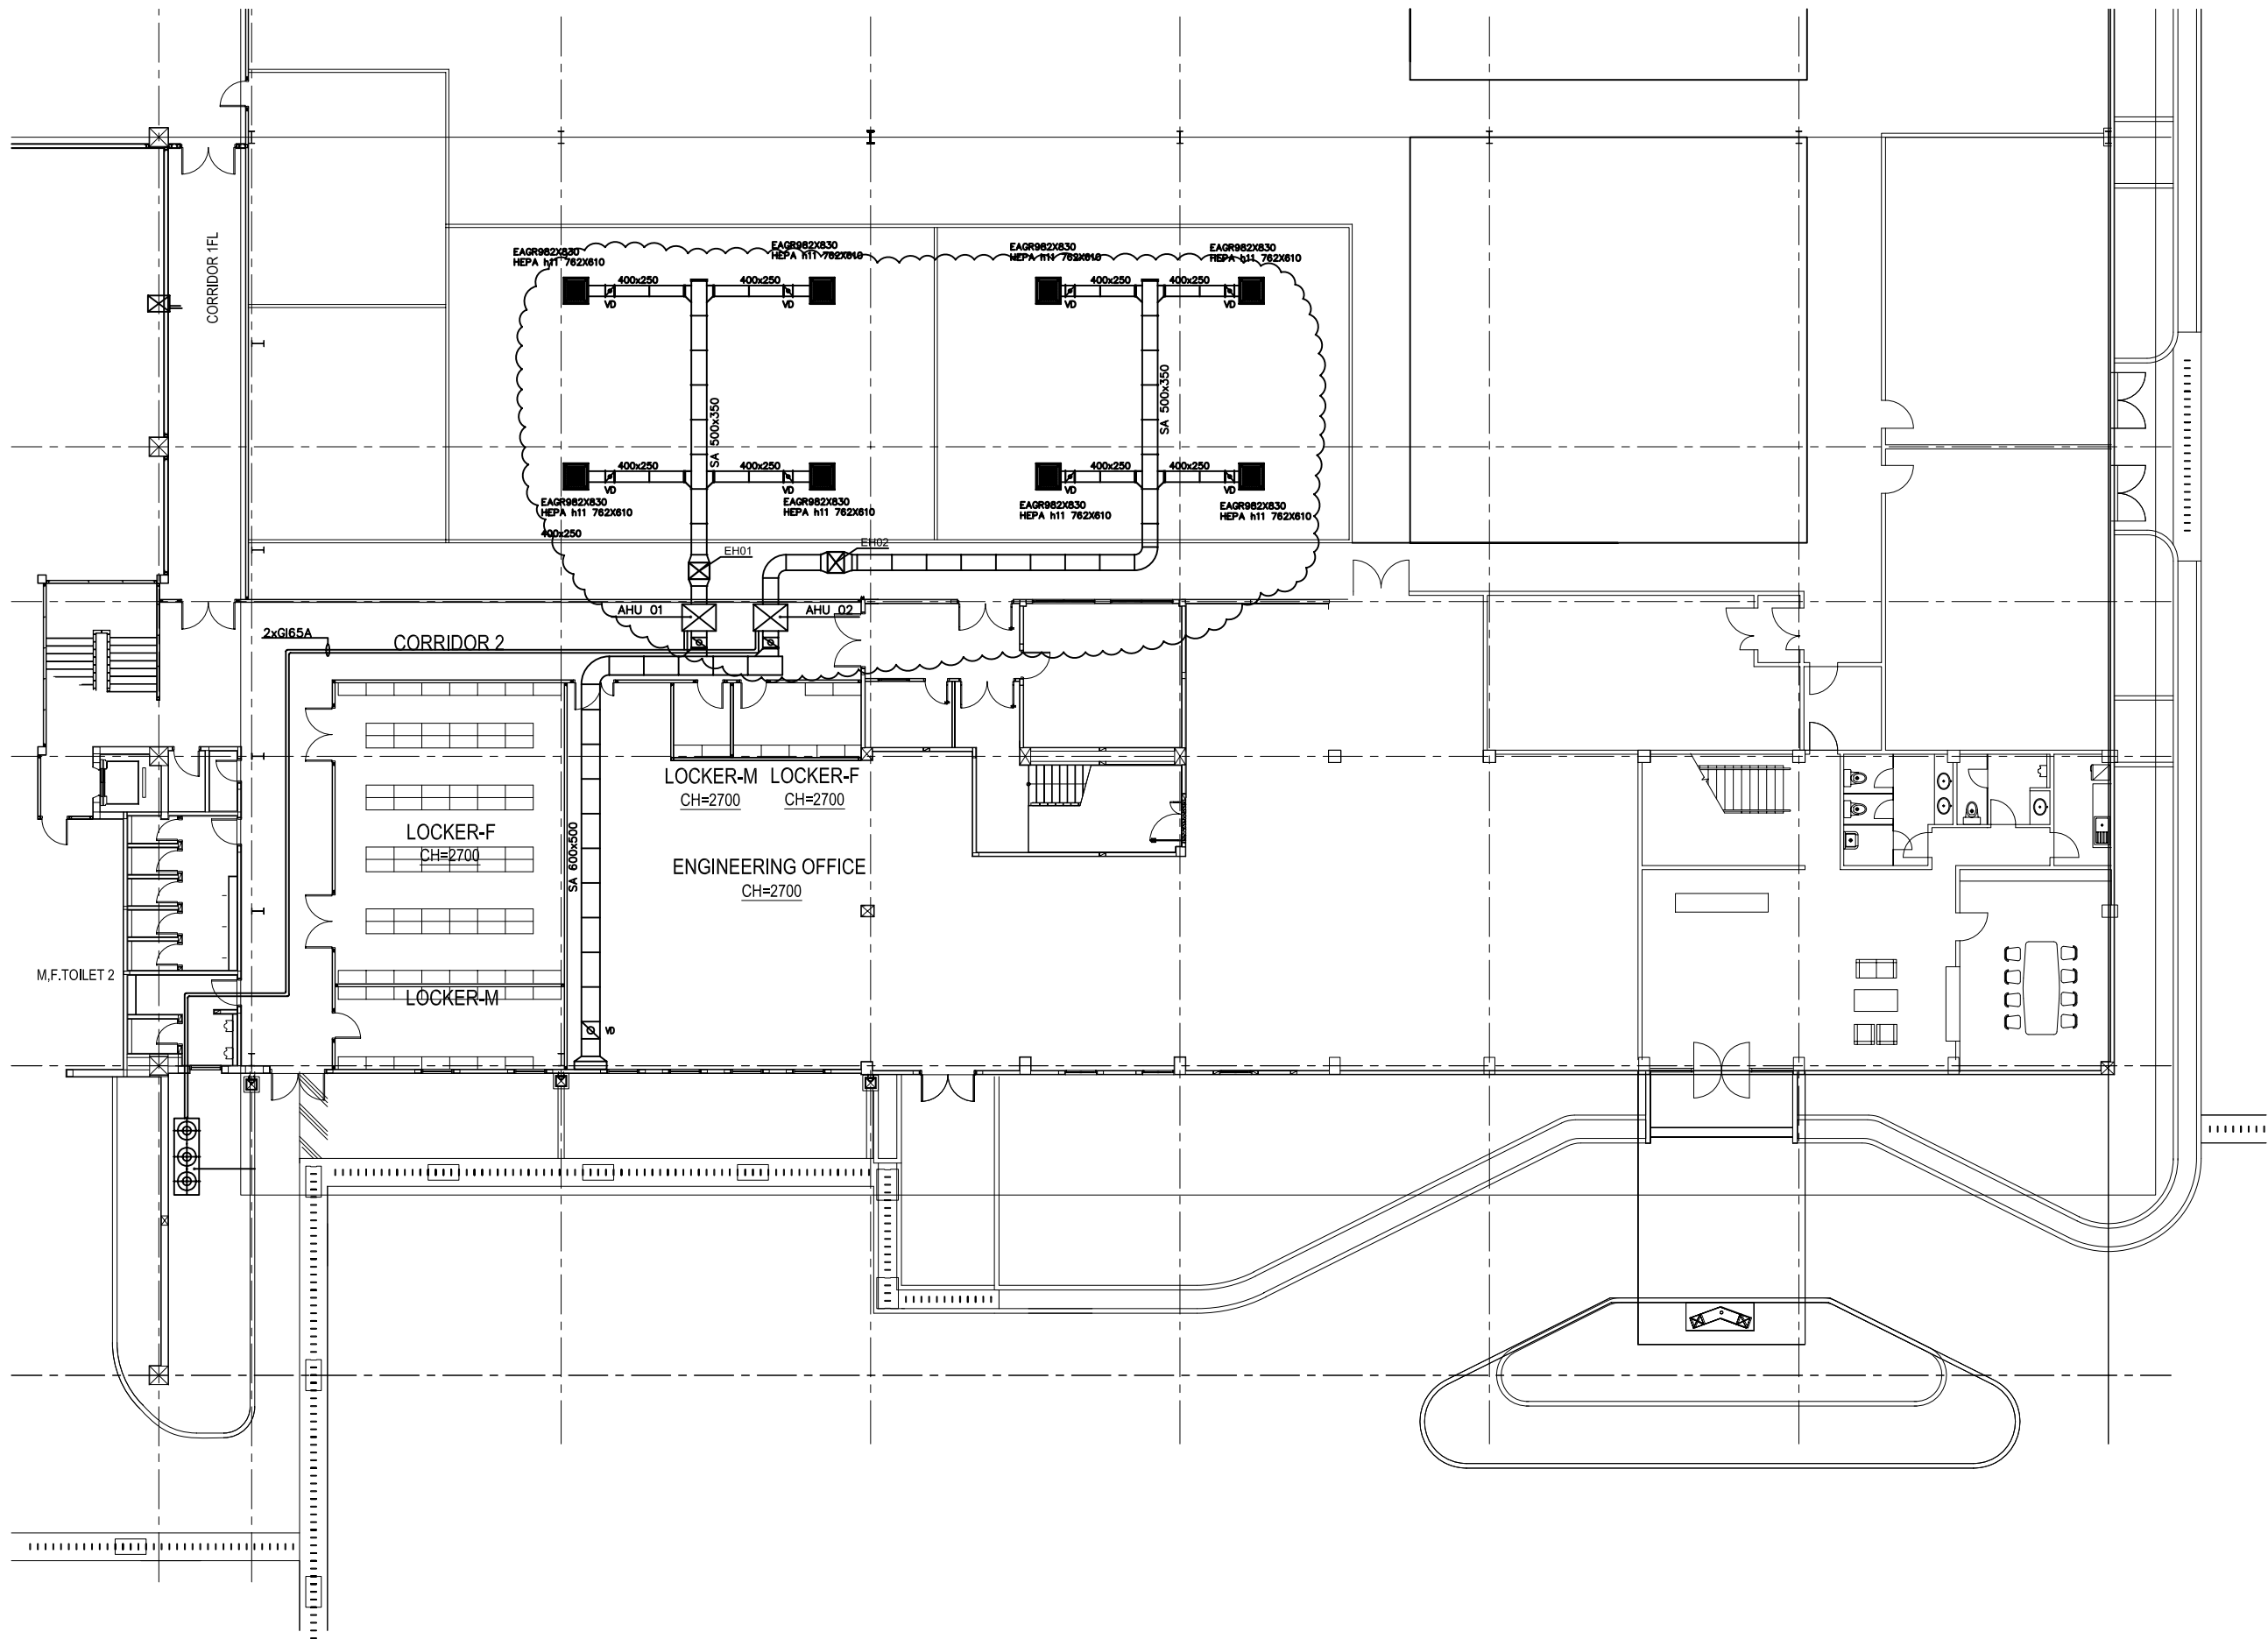 CORRIDOR 1FL
EAGR982X830
HEPA h11 762X610
EAGR982X830
HEPA h11 762X610
EAGR982X830
HEPA h11 762X610
EAGR982X830
HEPA h11 762X610
400x250
400x250
400x250
400x250
VD
VD
VD
VD
SA 500x350
SA 500x350
400x250
400x250
400x250
400x250
VD
VD
VD
VD
EAGR982X830
HEPA h11 762X610
400x250
EAGR982X830
HEPA h11 762X610
EAGR982X830
HEPA h11 762X610
EAGR982X830
HEPA h11 762X610
EH01
EH02
AHU 01
AHU 02
2xGI65A
CORRIDOR 2
LOCKER-M
CH=2700
LOCKER-F
CH=2700
LOCKER-F
CH=2700
SA 600x500
ENGINEERING OFFICE
CH=2700
M,F.TOILET 2
LOCKER-M
VD